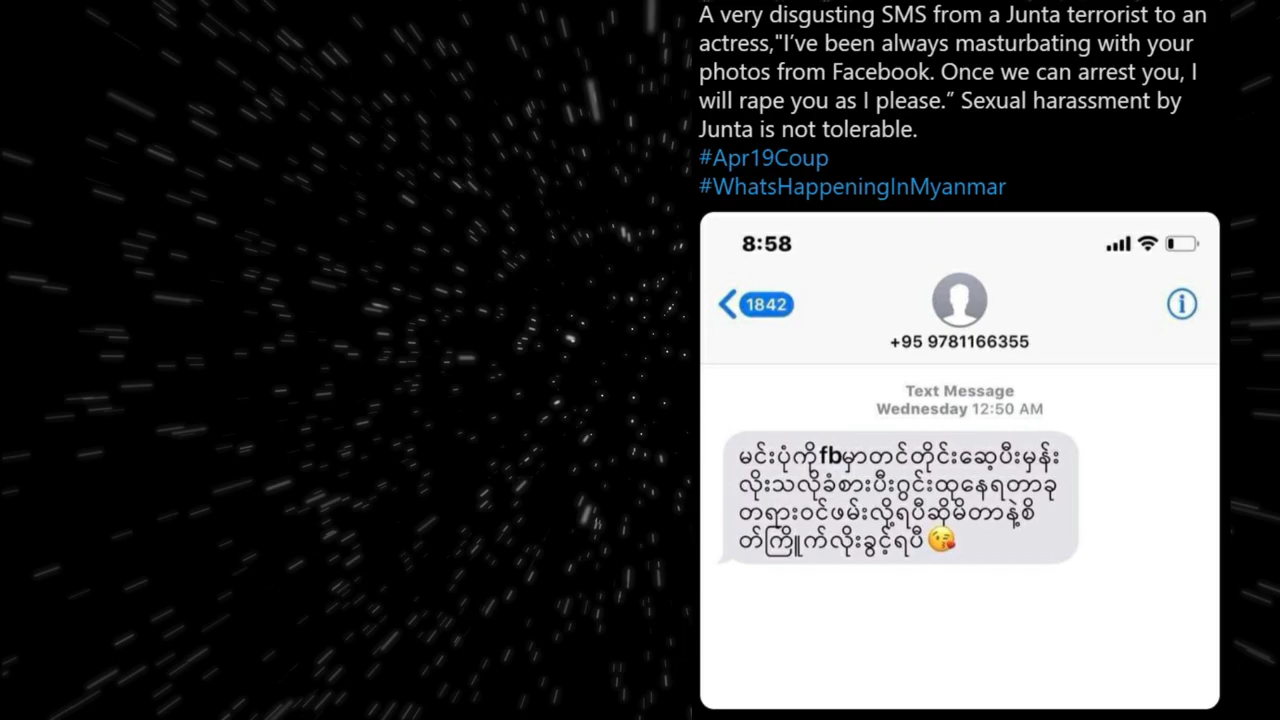 A very disgusting SMS from a Junta terrorist to an
actress,"I’ve been always masturbating with your
photos from Facebook. Once we can arrest you, I
will rape you as I please.” Sexual harassment by
Junta is not tolerable.
#Apr19Coup
#WhatsHappeningInMyanmar
8:58
1842
+95 9781166355
Text Message
Wednesday 12:50 AM
မင်းပုံကိုfbမှာတင်တိုင်းဆော့ပီးမှန်း
လိုးသလိုခံစားပီးဂွင်းထုနေရတာခု
တရားဝင်ဖမ်းလို့ရပီဆိုမိတာနဲ့စိ
တ်ကြိူက်လိုးခွင့်ရပီ😘